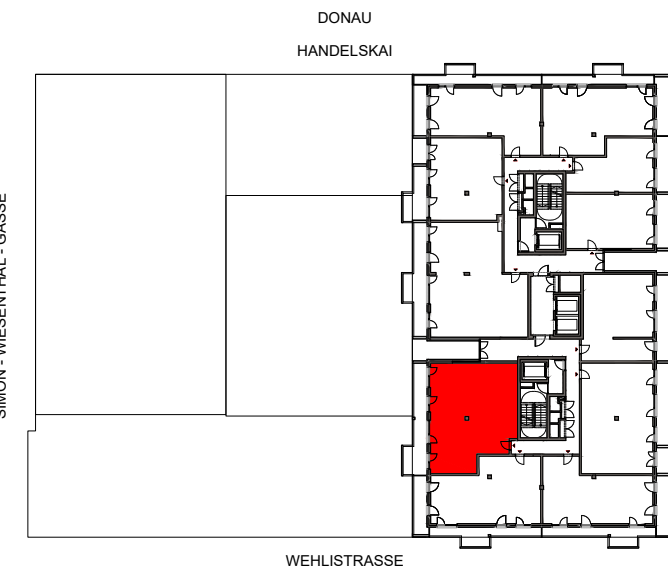 DONAU
HANDELSKAI
SIMON - WIESENTHAL - GASSE
WEHLISTRASSE